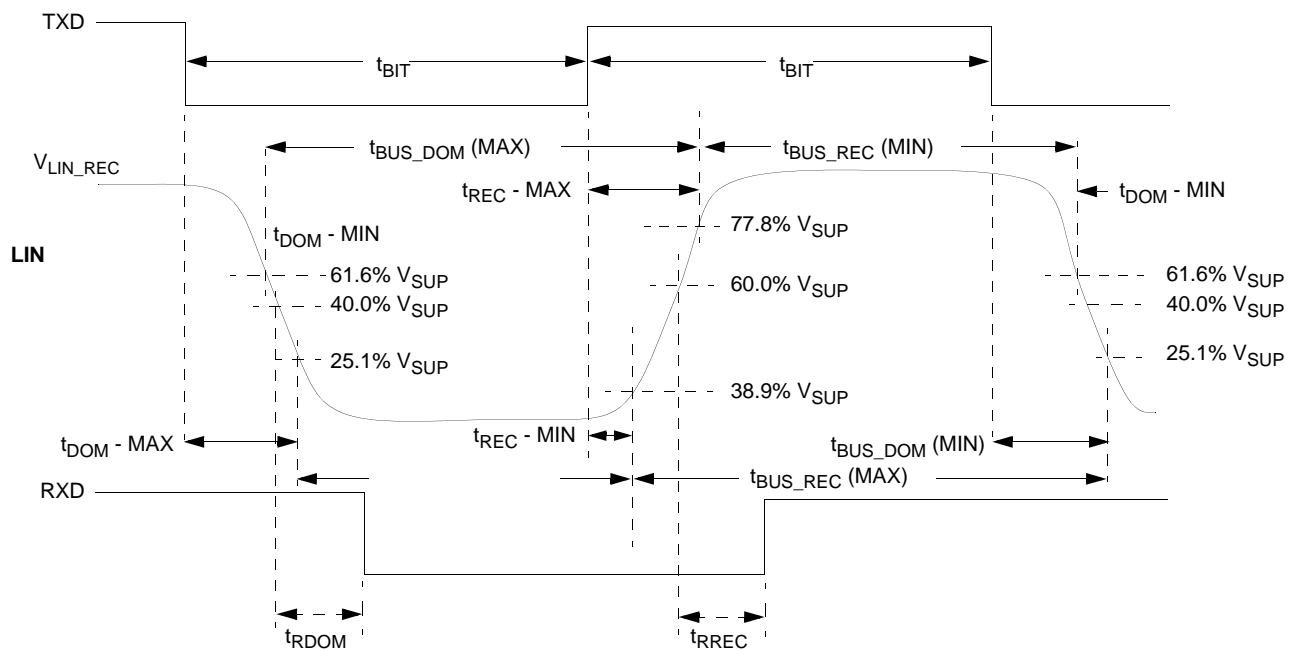 TXD
tBIT
tBIT
tBUS_DOM (MAX)
tBUS_REC (MIN)
VLIN_REC
tREC - MAX
tDOM - MIN
77.8% VSUP
tDOM - MIN
LIN
61.6% VSUP
60.0% VSUP
61.6% VSUP
40.0% VSUP
40.0% VSUP
25.1% VSUP
25.1% VSUP
38.9% VSUP
tDOM - MAX
tREC - MIN
tBUS_DOM (MIN)
tBUS_REC (MAX)
RXD
tRDOM
tRREC